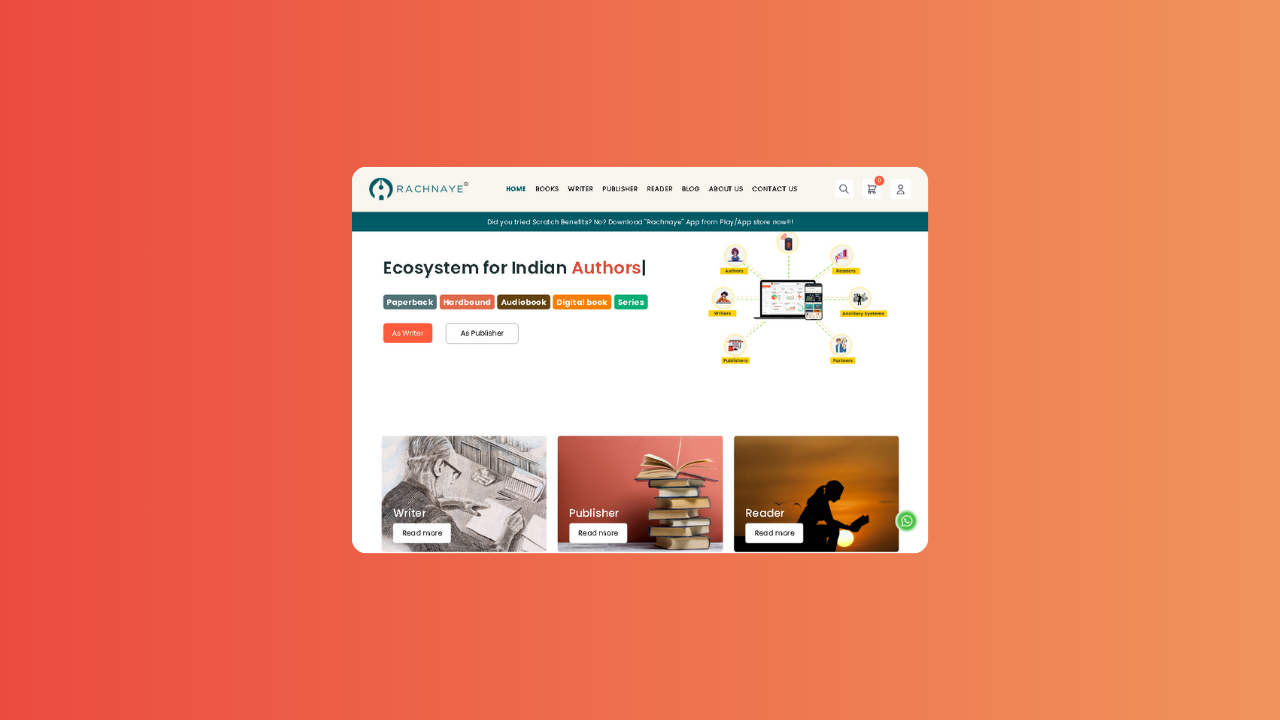 RACHNAYE®
HOME BOOKS WRITER PUBLISHER READER BLOG ABOUT US CONTACT US
0
Did you tried Scratch Benefits? No? Download "Rachnaye" App from Play/App store now!!!
Ecosystem for Indian Authors|
Paperback Hardbound Audiobook Digital book Series
As Writer As Publisher
Authors Readers
Writers Ancillary Systems
Publishers Partners
Writer Publisher Reader
Read more Read more Read more